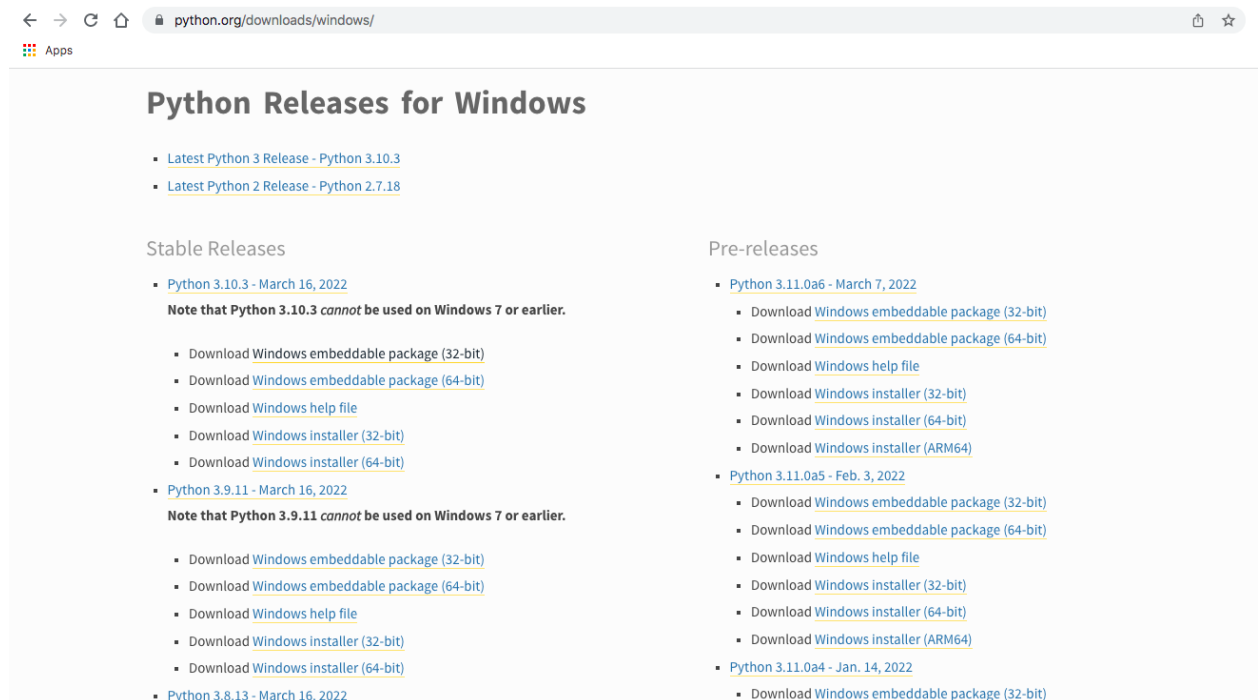 python.org/downloads/windows/
Apps
Python Releases for Windows
Latest Python 3 Release - Python 3.10.3
Latest Python 2 Release - Python 2.7.18
Stable Releases
Python 3.10.3 - March 16, 2022
Note that Python 3.10.3 cannot be used on Windows 7 or earlier.
Download Windows embeddable package (32-bit)
Download Windows embeddable package (64-bit)
Download Windows help file
Download Windows installer (32-bit)
Download Windows installer (64-bit)
Python 3.9.11 - March 16, 2022
Note that Python 3.9.11 cannot be used on Windows 7 or earlier.
Download Windows embeddable package (32-bit)
Download Windows embeddable package (64-bit)
Download Windows help file
Download Windows installer (32-bit)
Download Windows installer (64-bit)
Python 3.8.13 - March 16, 2022
Pre-releases
Python 3.11.0a6 - March 7, 2022
Download Windows embeddable package (32-bit)
Download Windows embeddable package (64-bit)
Download Windows help file
Download Windows installer (32-bit)
Download Windows installer (64-bit)
Download Windows installer (ARM64)
Python 3.11.0a5 - Feb. 3, 2022
Download Windows embeddable package (32-bit)
Download Windows embeddable package (64-bit)
Download Windows help file
Download Windows installer (32-bit)
Download Windows installer (64-bit)
Download Windows installer (ARM64)
Python 3.11.0a4 - Jan. 14, 2022
Download Windows embeddable package (32-bit)